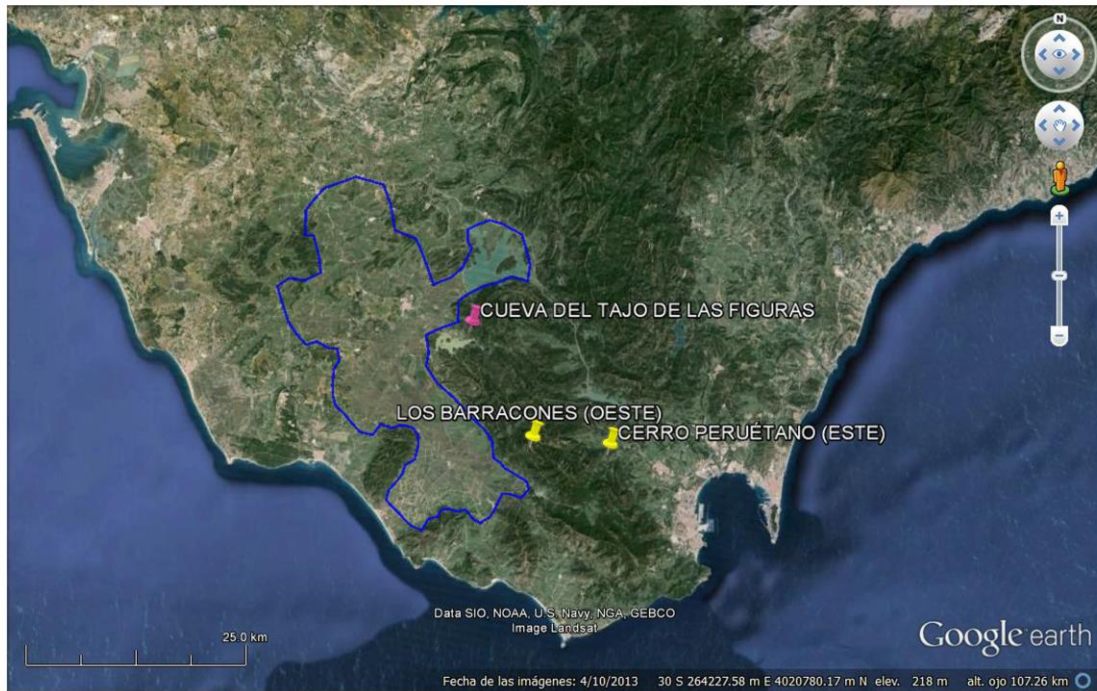 N
CUEVA DEL TAJO DE LAS FIGURAS
LOS BARRACONES (OESTE)
CERRO PERUÉTANO (ESTE)
Data SIO, NOAA, U.S. Navy, NGA, GEBCO
Image Landsat
25.0 km
Google earth
Fecha de las imágenes: 4/10/2013 30 S 264227.58 m E 4020780.17 m N elev. 218 m alt. ojo 107.26 km